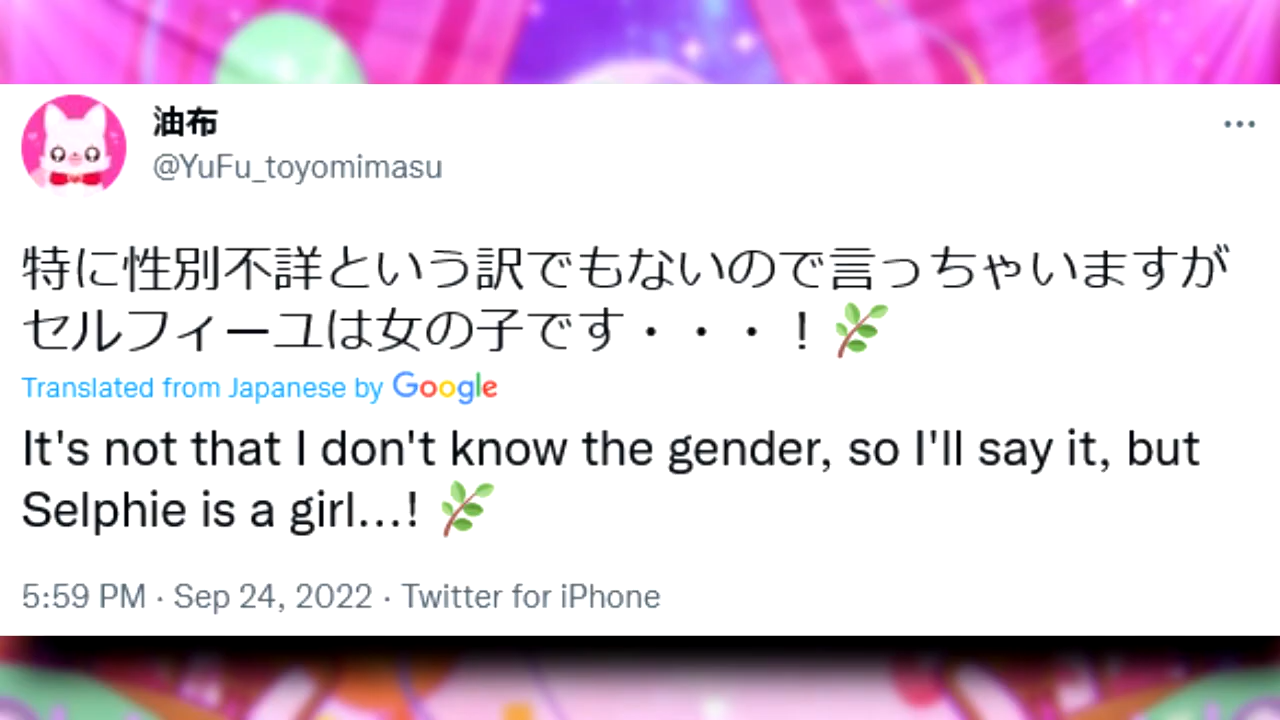 油布
@YuFu_toyomimasu
特に性別不詳という訳でもないので言っちゃいますが
セルフィーユは女の子です・・・！🌿
Translated from Japanese by Google
It's not that I don't know the gender, so I'll say it, but
Selphie is a girl...! 🌿
5:59 PM · Sep 24, 2022 · Twitter for iPhone